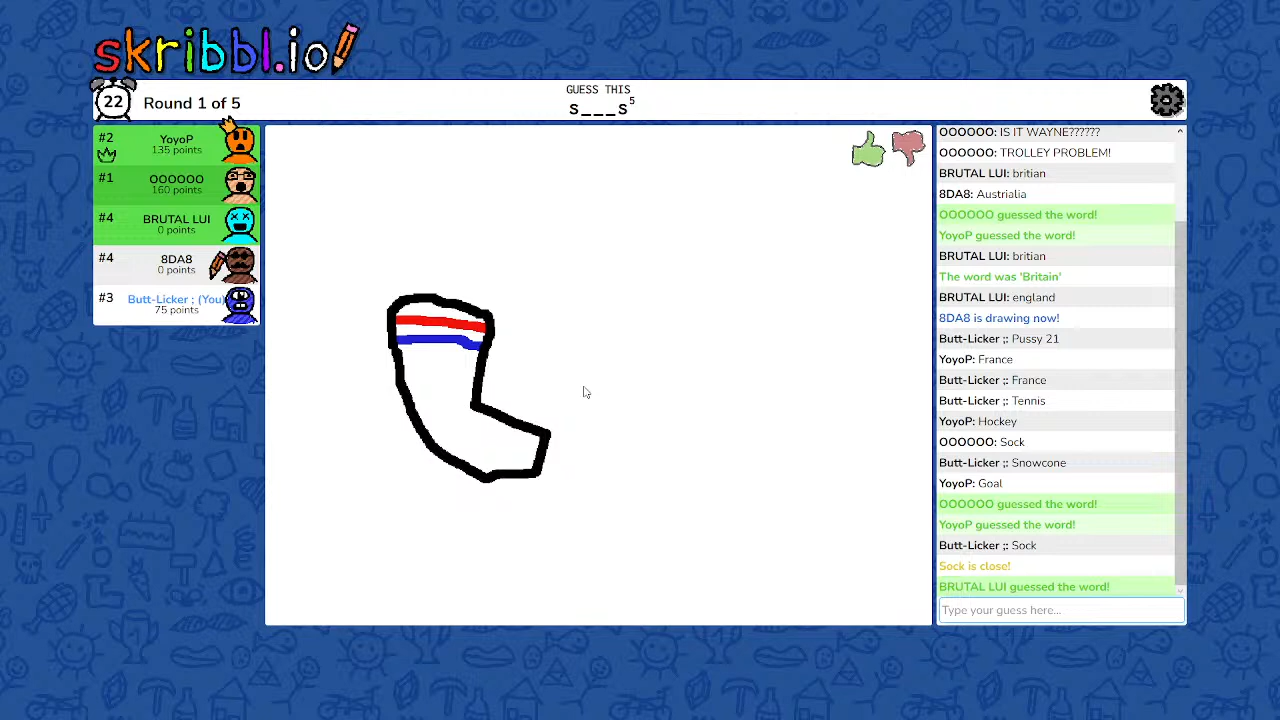 skribbl.io
22
Round 1 of 5
GUESS THIS
s___s5
#2 YoyoP
135 points
#1 OOOOOO
160 points
#4 BRUTAL LUI
0 points
#4 8DA8
0 points
#3 Butt-Licker ; (You)
75 points
OOOOOO: IS IT WAYNE??????
OOOOOO: TROLLEY PROBLEM!
BRUTAL LUI: britian
8DA8: Austrialia
OOOOOO guessed the word!
YoyoP guessed the word!
BRUTAL LUI: britian
The word was 'Britain'
BRUTAL LUI: england
8DA8 is drawing now!
Butt-Licker ;: Pussy 21
YoyoP: France
Butt-Licker ;: France
Butt-Licker ;: Tennis
YoyoP: Hockey
OOOOOO: Sock
Butt-Licker ;: Snowcone
YoyoP: Goal
OOOOOO guessed the word!
YoyoP guessed the word!
Butt-Licker ;: Sock
Sock is close!
BRUTAL LUI guessed the word!
Type your guess here...